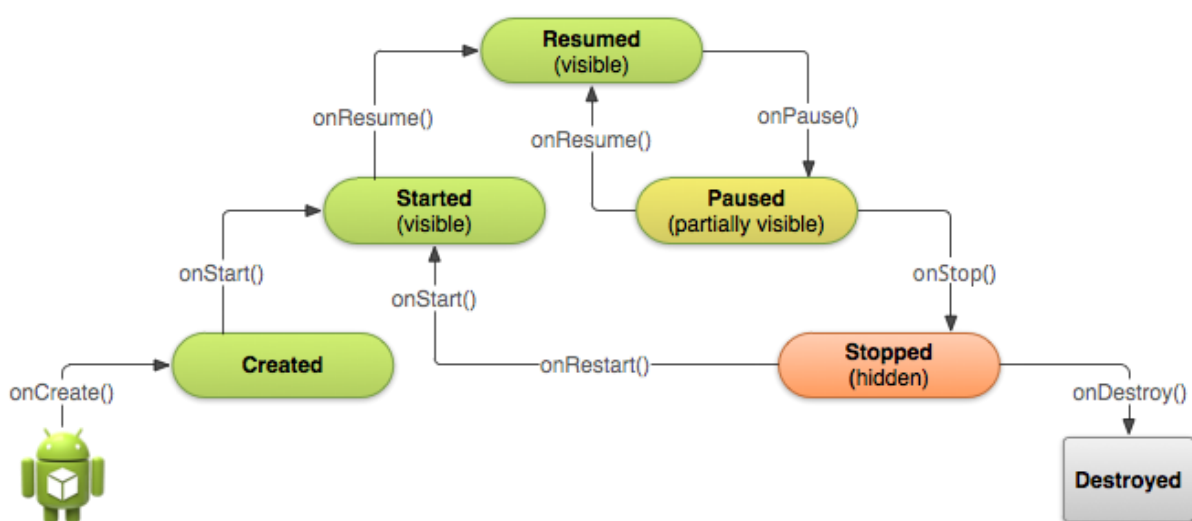 Resumed
(visible)
onResume()
onResume()
onPause()
Started
(visible)
Paused
(partially visible)
onStart()
onStart()
onStop()
Created
onRestart()
Stopped
(hidden)
onCreate()
onDestroy()
Destroyed